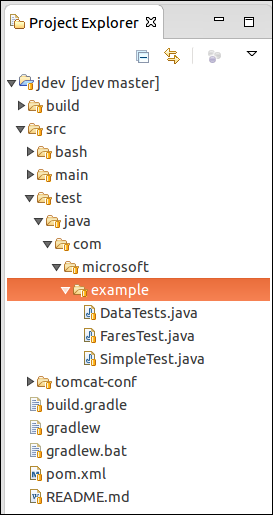 Project Explorer
jdev [jdev master]
build
src
bash
main
test
java
com
microsoft
example
DataTests.java
FaresTest.java
SimpleTest.java
tomcat-conf
build.gradle
gradlew
gradlew.bat
pom.xml
README.md